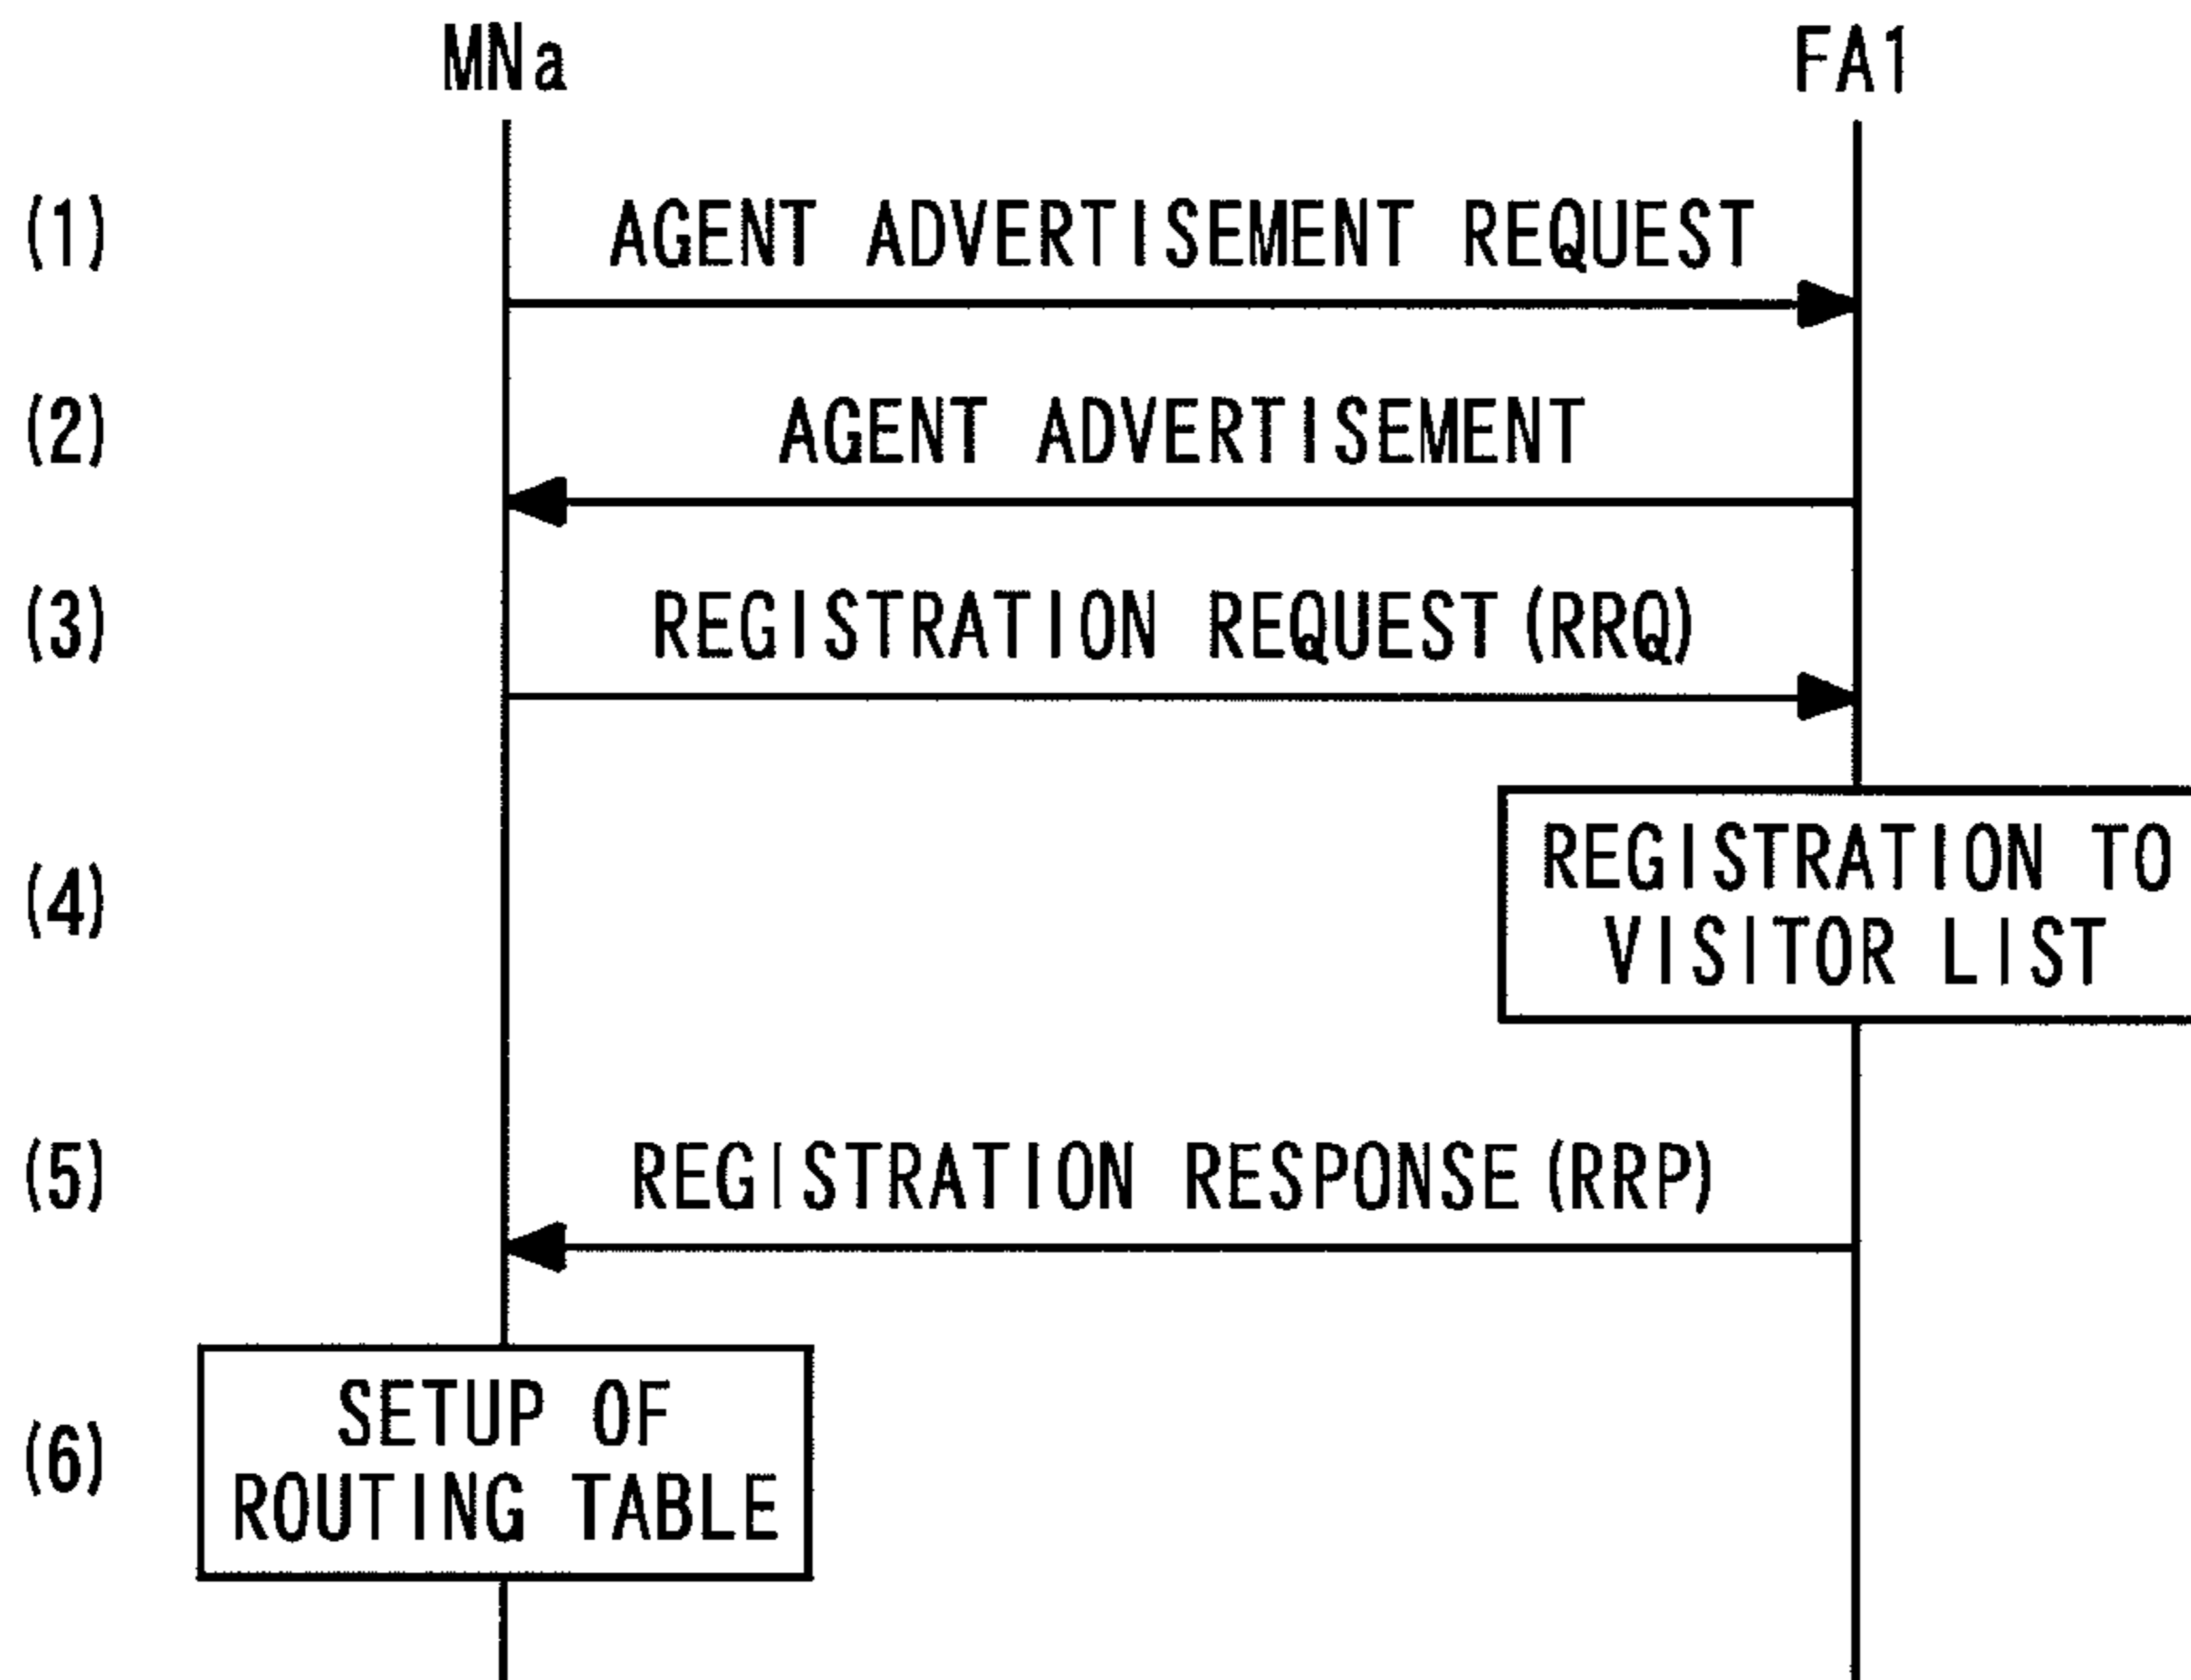 MNa FA1
(1) AGENT ADVERTISEMENT REQUEST
(2) AGENT ADVERTISEMENT
(3) REGISTRATION REQUEST(RRQ)
(4) REGISTRATION TO
VISITOR LIST
(5) REGISTRATION RESPONSE(RRP)
(6) SETUP OF
ROUTING TABLE